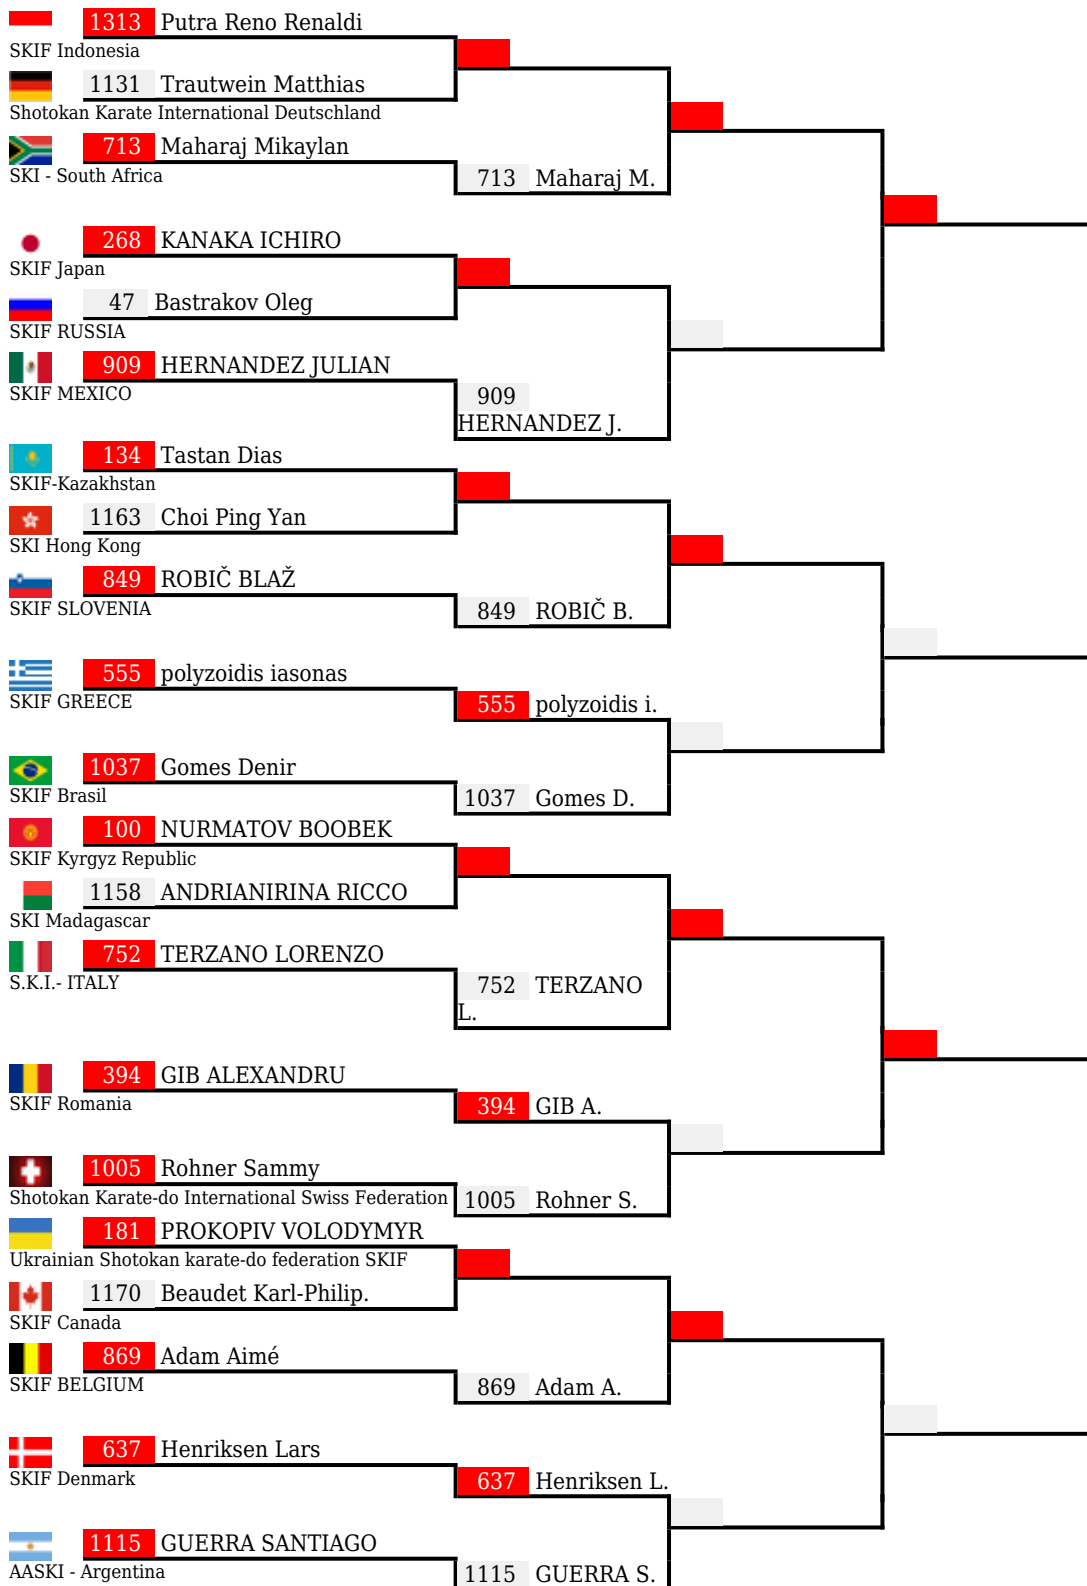 1313 Putra Reno Renaldi
SKIF Indonesia
1131 Trautwein Matthias
Shotokan Karate International Deutschland
713 Maharaj Mikaylan
SKI - South Africa
713 Maharaj M.
268 KANAKA ICHIRO
SKIF Japan
47 Bastrakov Oleg
SKIF RUSSIA
909 HERNANDEZ JULIAN
SKIF MEXICO
909
HERNANDEZ J.
134 Tastan Dias
SKIF-Kazakhstan
1163 Choi Ping Yan
SKI Hong Kong
849 ROBIČ BLAŽ
SKIF SLOVENIA
849 ROBIČ B.
555 polyzoidis iasonas
SKIF GREECE
555 polyzoidis i.
1037 Gomes Denir
SKIF Brasil
1037 Gomes D.
100 NURMATOV BOOBEK
SKIF Kyrgyz Republic
1158 ANDRIANIRINA RICCO
SKI Madagascar
752 TERZANO LORENZO
S.K.I.- ITALY
752 TERZANO
L.
394 GIB ALEXANDRU
SKIF Romania
394 GIB A.
1005 Rohner Sammy
Shotokan Karate-do International Swiss Federation
1005 Rohner S.
181 PROKOPIV VOLODYMYR
Ukrainian Shotokan karate-do federation SKIF
1170 Beaudet Karl-Philip.
SKIF Canada
869 Adam Aimé
SKIF BELGIUM
869 Adam A.
637 Henriksen Lars
SKIF Denmark
637 Henriksen L.
1115 GUERRA SANTIAGO
AASKI - Argentina
1115 GUERRA S.